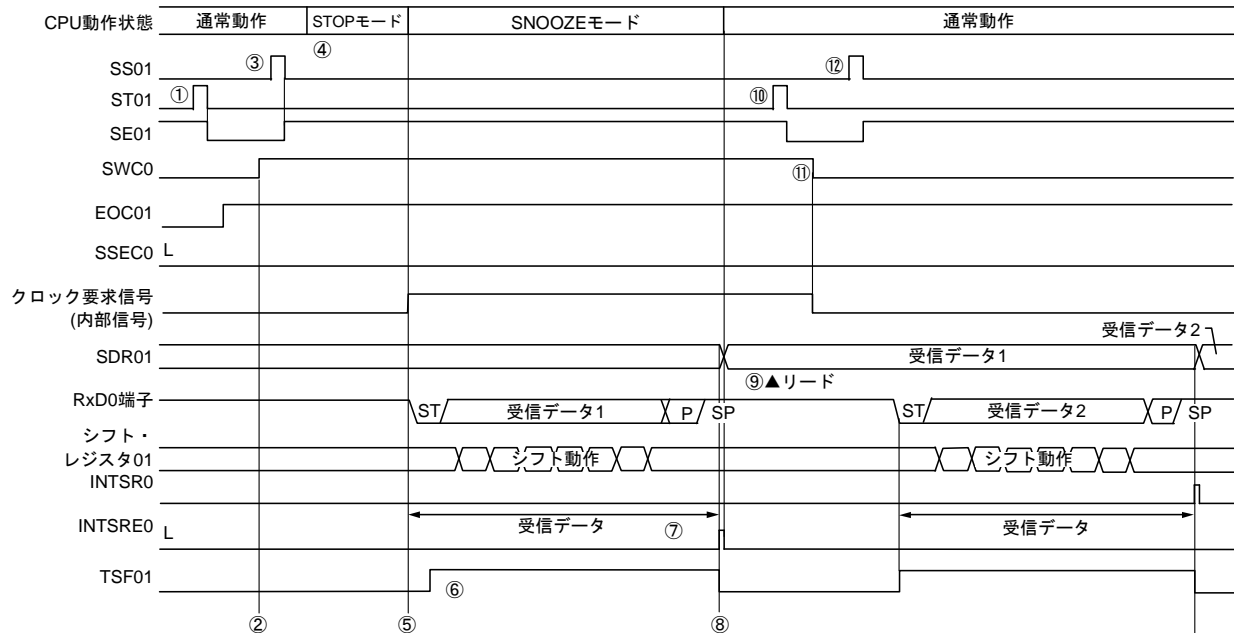 CPU動作状態 通常動作 STOPモード SNOOZEモード 通常動作
④
SS01 ③ ⑫
ST01 ① ⑩
SE01
SWC0 ⑪
EOC01
SSEC0 L
クロック要求信号
(内部信号)
受信データ2
SDR01 受信データ1
⑨▲リード
RxD0端子 ST 受信データ1 P SP ST 受信データ2 P SP
シフト・
レジスタ01 シフト動作 シフト動作
INTSR0
受信データ ⑦ 受信データ
INTSRE0 L
TSF01 ⑥
② ⑤ ⑧